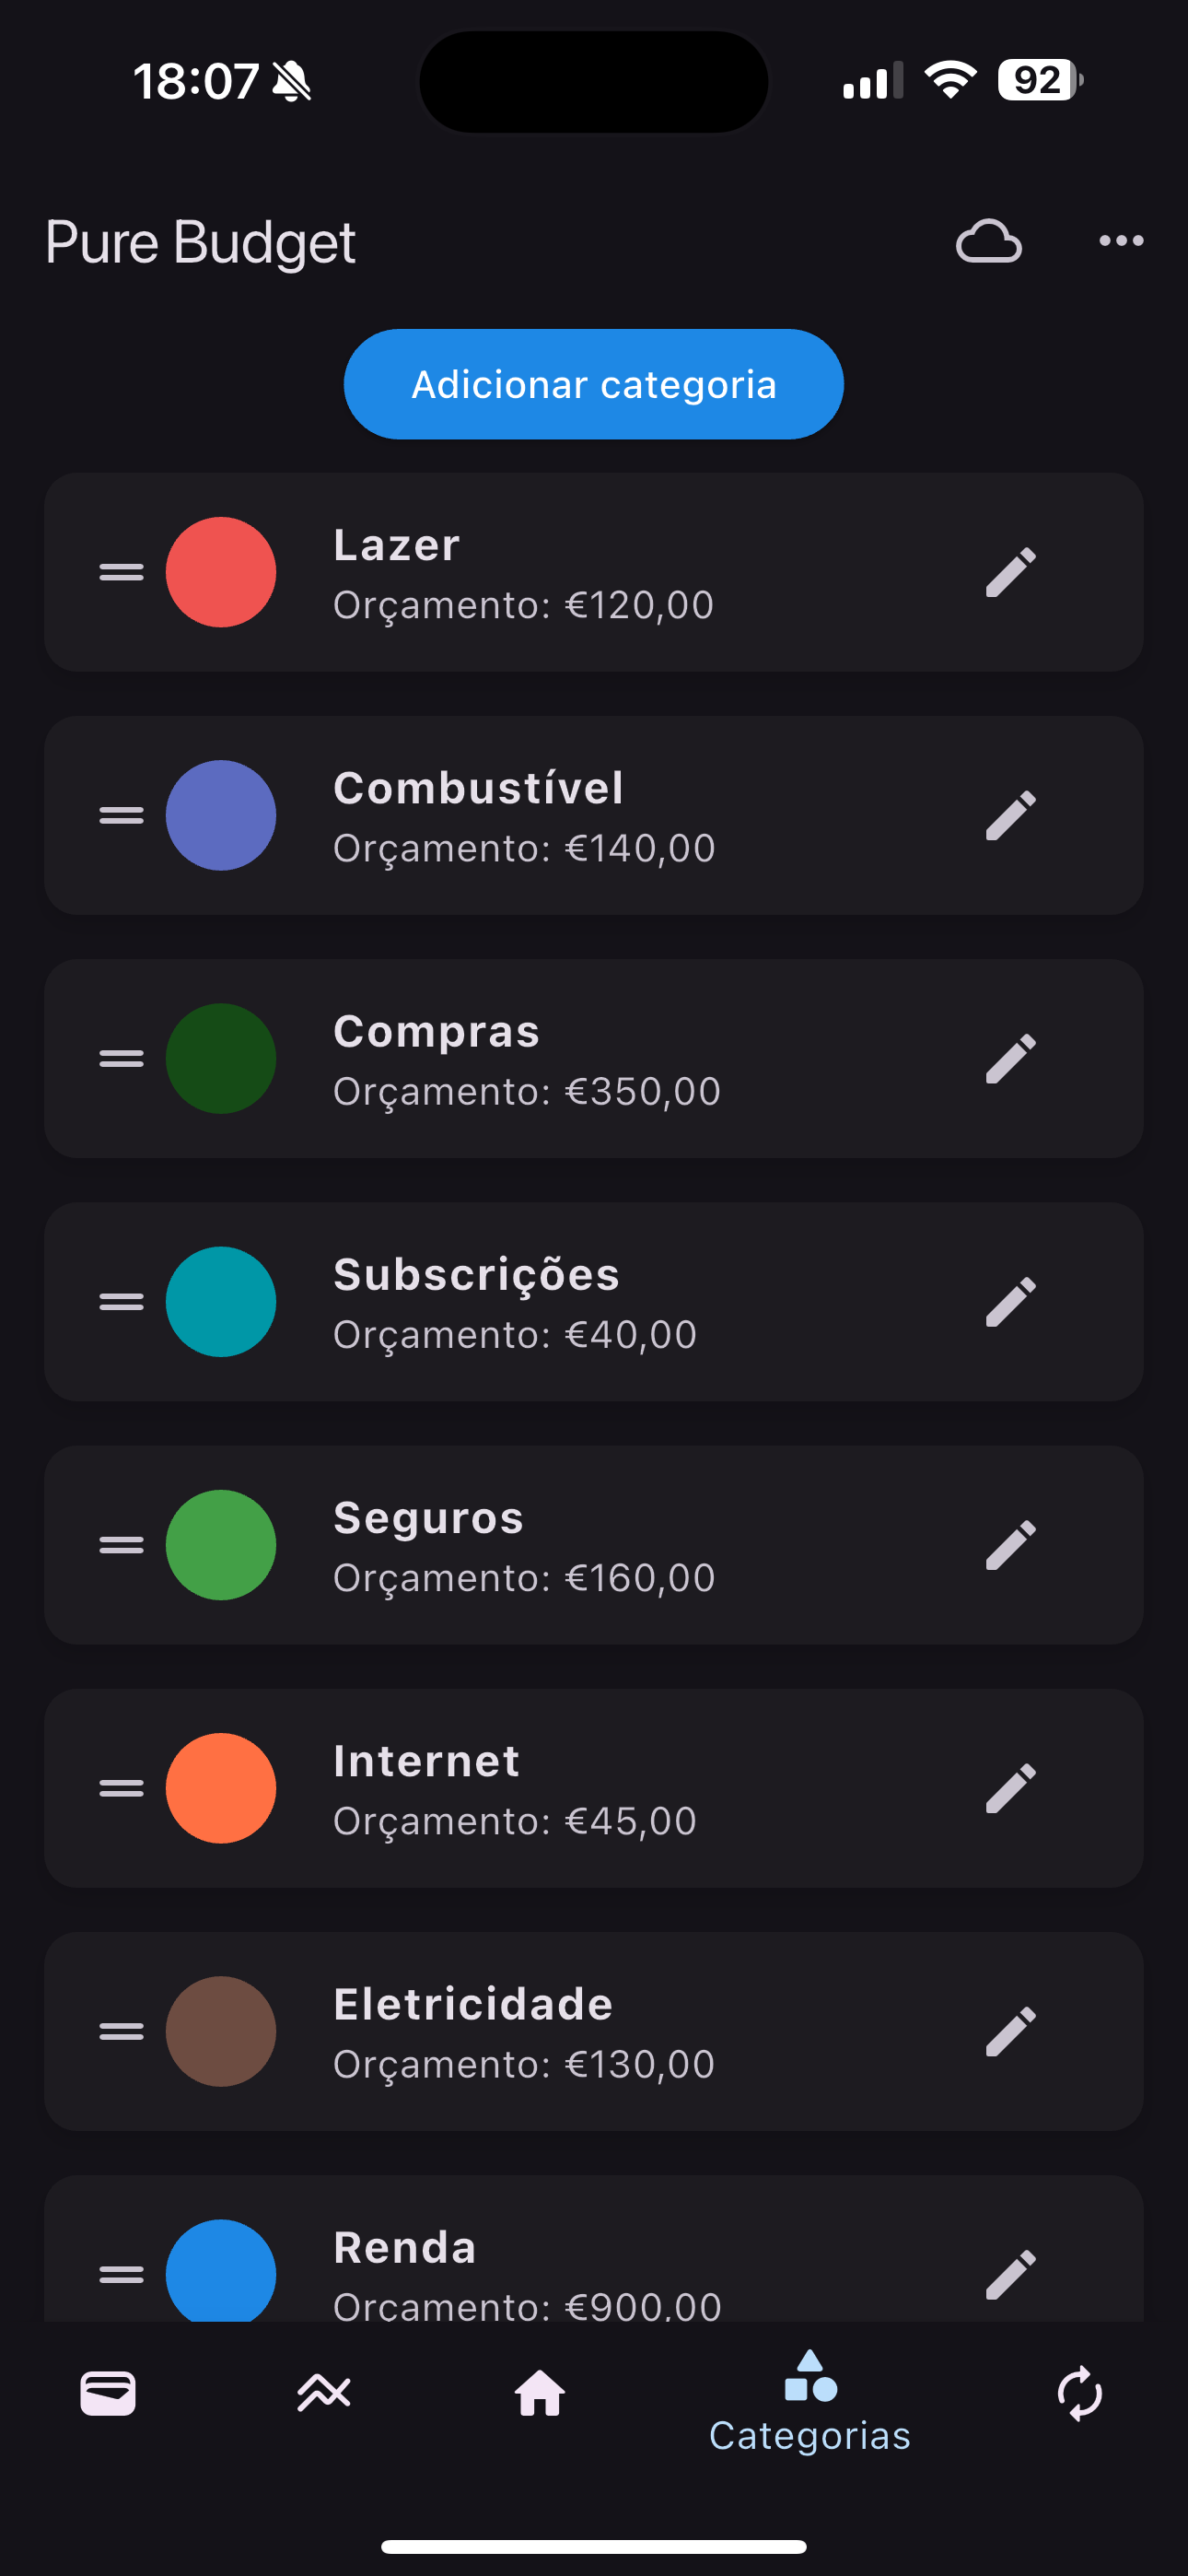 18:07
92
Pure Budget
Adicionar categoria
Lazer
Orçamento: €120,00
Combustível
Orçamento: €140,00
Compras
Orçamento: €350,00
Subscrições
Orçamento: €40,00
Seguros
Orçamento: €160,00
Internet
Orçamento: €45,00
Eletricidade
Orçamento: €130,00
Renda
Orçamento: €900,00
Categorias